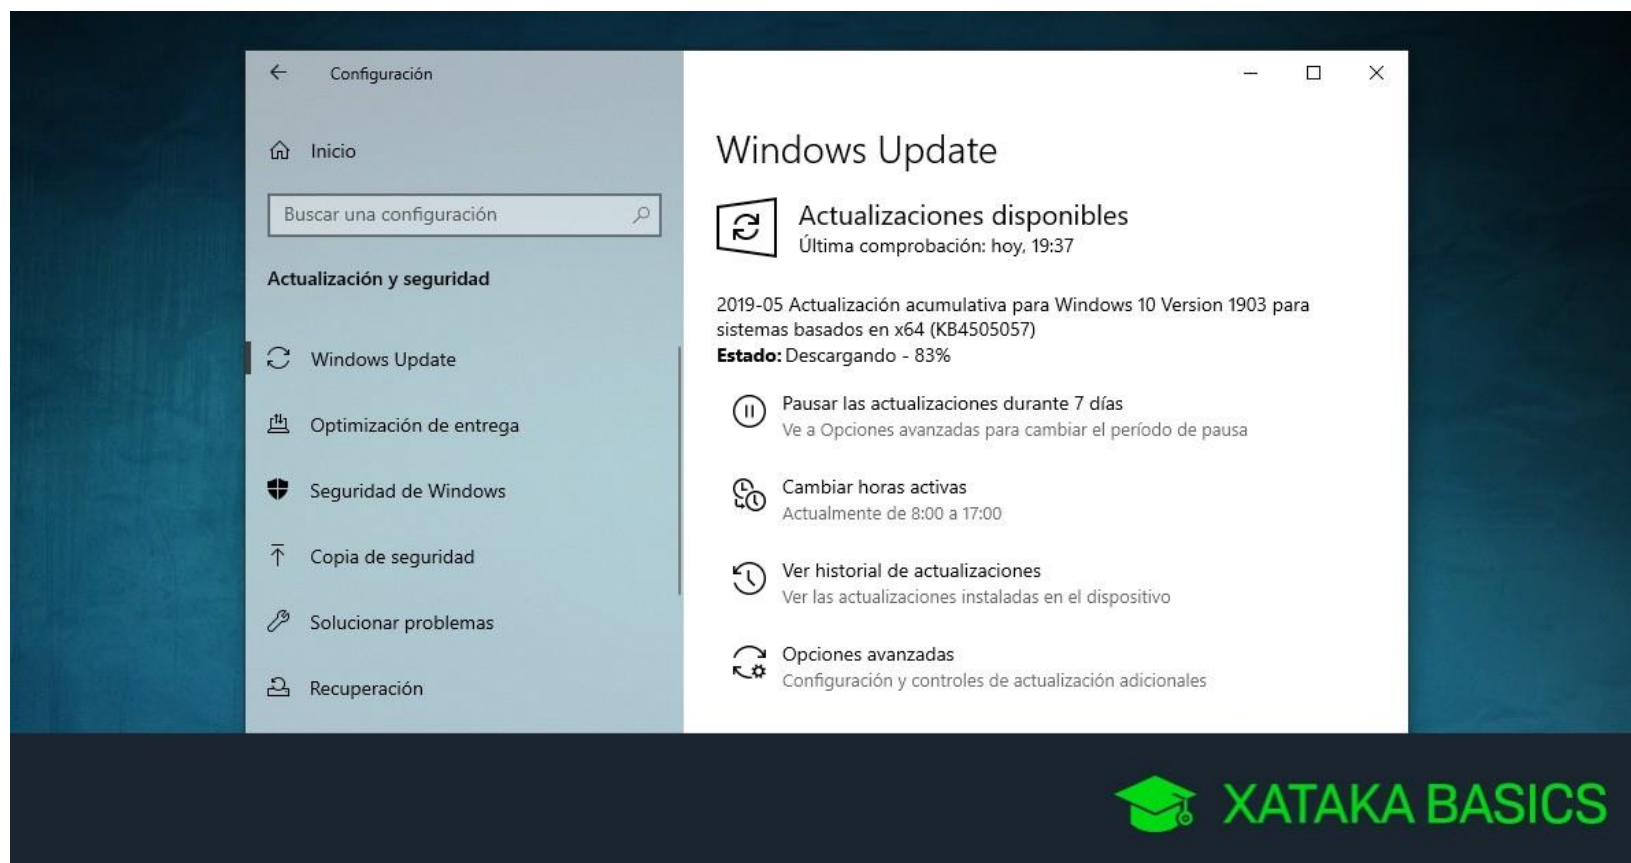 Configuración
Inicio
Buscar una configuración
Actualización y seguridad
Windows Update
Optimización de entrega
Seguridad de Windows
Copia de seguridad
Solucionar problemas
Recuperación
Windows Update
Actualizaciones disponibles
Última comprobación: hoy, 19:37
2019-05 Actualización acumulativa para Windows 10 Version 1903 para
sistemas basados en x64 (KB4505057)
Estado: Descargando - 83%
Pausar las actualizaciones durante 7 días
Ve a Opciones avanzadas para cambiar el período de pausa
Cambiar horas activas
Actualmente de 8:00 a 17:00
Ver historial de actualizaciones
Ver las actualizaciones instaladas en el dispositivo
Opciones avanzadas
Configuración y controles de actualización adicionales
XATAKA BASICS